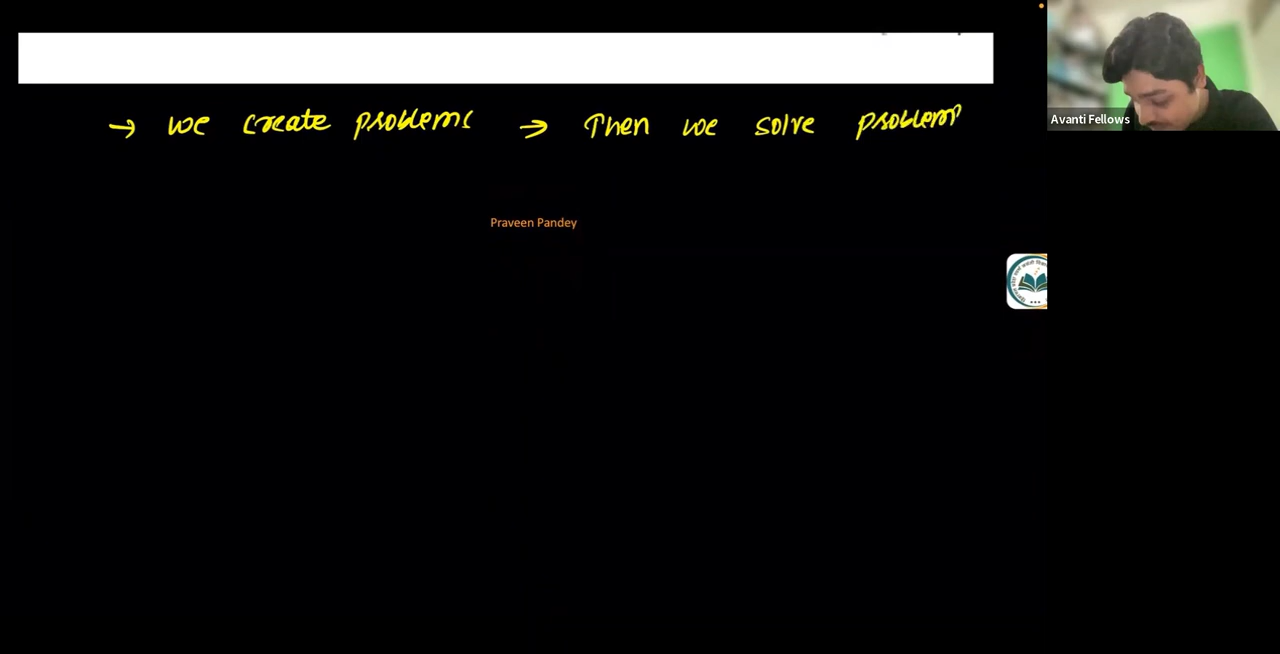 → we create problems → Then we solve problem
Avanti Fellows
Praveen Pandey